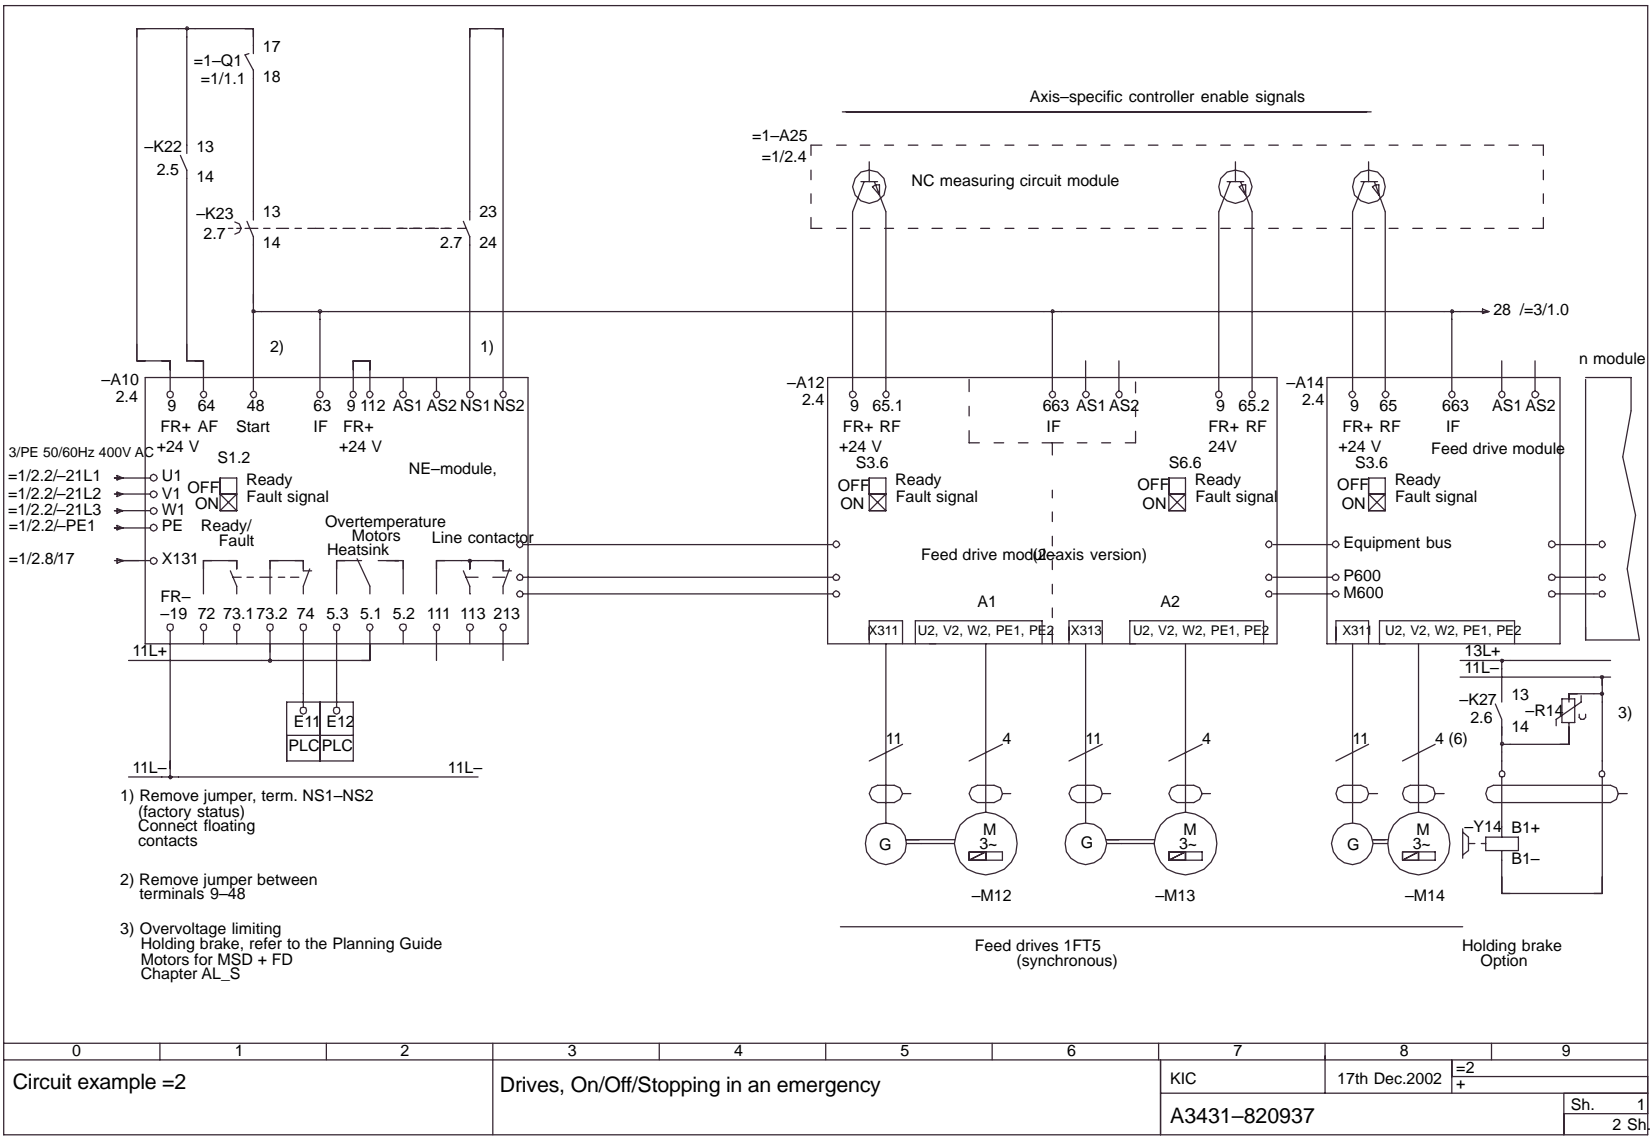 17
=1–Q1
=1/1.1
18
–K22
13
2.5
14
–K23
13
2.7
14
23
2.7
24
Axis–specific controller enable signals
=1–A25
=1/2.4
NC measuring circuit module
28 /=3/1.0
2)
1)
n module
–A10
2.4
9 64 48 63 9 112 AS1 AS2 NS1 NS2
FR+ AF Start IF FR+
+24 V +24 V
3/PE 50/60Hz 400V AC
S1.2
NE–module,
=1/2.2/–21L1 U1
=1/2.2/–21L2 V1
=1/2.2/–21L3 W1
=1/2.2/–PE1 PE
OFF Ready
ON Fault signal
Ready/
Fault
Overtemperature
Motors
Heatsink
Line contactor
=1/2.8/17 X131
FR–
–19 72 73.1 73.2 74 5.3 5.1 5.2 111 113 213
11L+
E11 E12
PLC PLC
11L– 11L–
–A12
2.4
9 65.1 663 AS1 AS2 9 65.2
FR+ RF IF FR+ RF
+24 V 24V
S3.6 S6.6
OFF Ready
ON Fault signal
OFF Ready
ON Fault signal
Feed drive module
(2–axis version)
A1 A2
X311 U2, V2, W2, PE1, PE2 X313 U2, V2, W2, PE1, PE2
–A14
2.4
9 65 663 AS1 AS2
FR+ RF IF
+24 V Feed drive module
S3.6
OFF Ready
ON Fault signal
Equipment bus
P600
M600
X311 U2, V2, W2, PE1, PE2
13L+
11L–
–K27 13
2.6 14
–R14
3)
11 4 11 4 11 4 (6)
G M 3~ G M 3~ G M 3~
–Y14 B1+
B1–
–M12 –M13 –M14
Feed drives 1FT5
(synchronous)
Holding brake
Option
1) Remove jumper, term. NS1–NS2
(factory status)
Connect floating
contacts
2) Remove jumper between
terminals 9–48
3) Overvoltage limiting
Holding brake, refer to the Planning Guide
Motors for MSD + FD
Chapter AL_S
0 1 2 3 4 5 6 7 8 9
Circuit example =2
Drives, On/Off/Stopping in an emergency
KIC
17th Dec.2002
=2
+
A3431–820937
Sh. 1
2 Sh